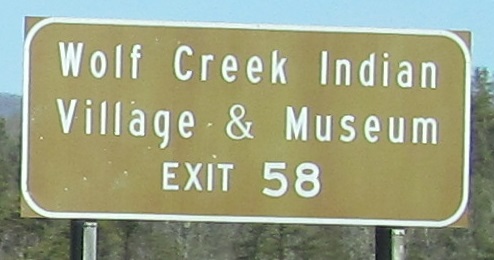 Wolf Creek Indian
Village & Museum
EXIT 58